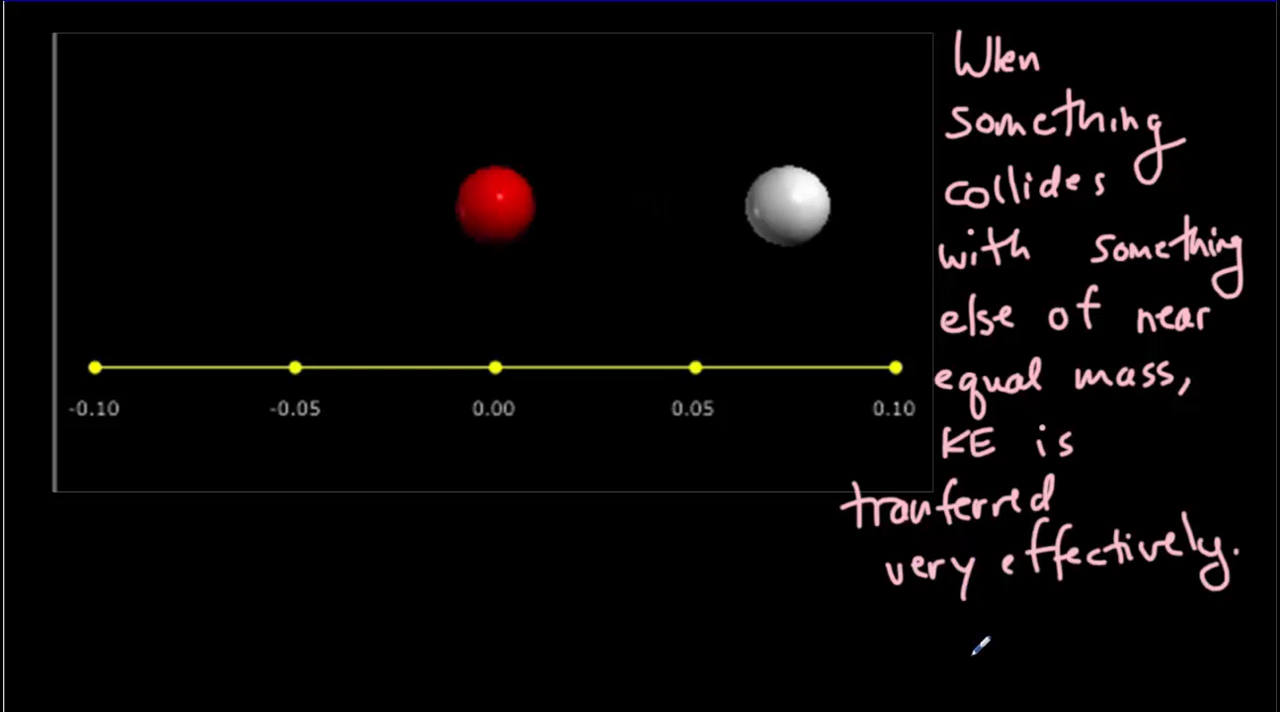 When
something
collides
with something
else of near
equal mass,
KE is
tranferred
very effectively.
-0.10 -0.05 0.00 0.05 0.10